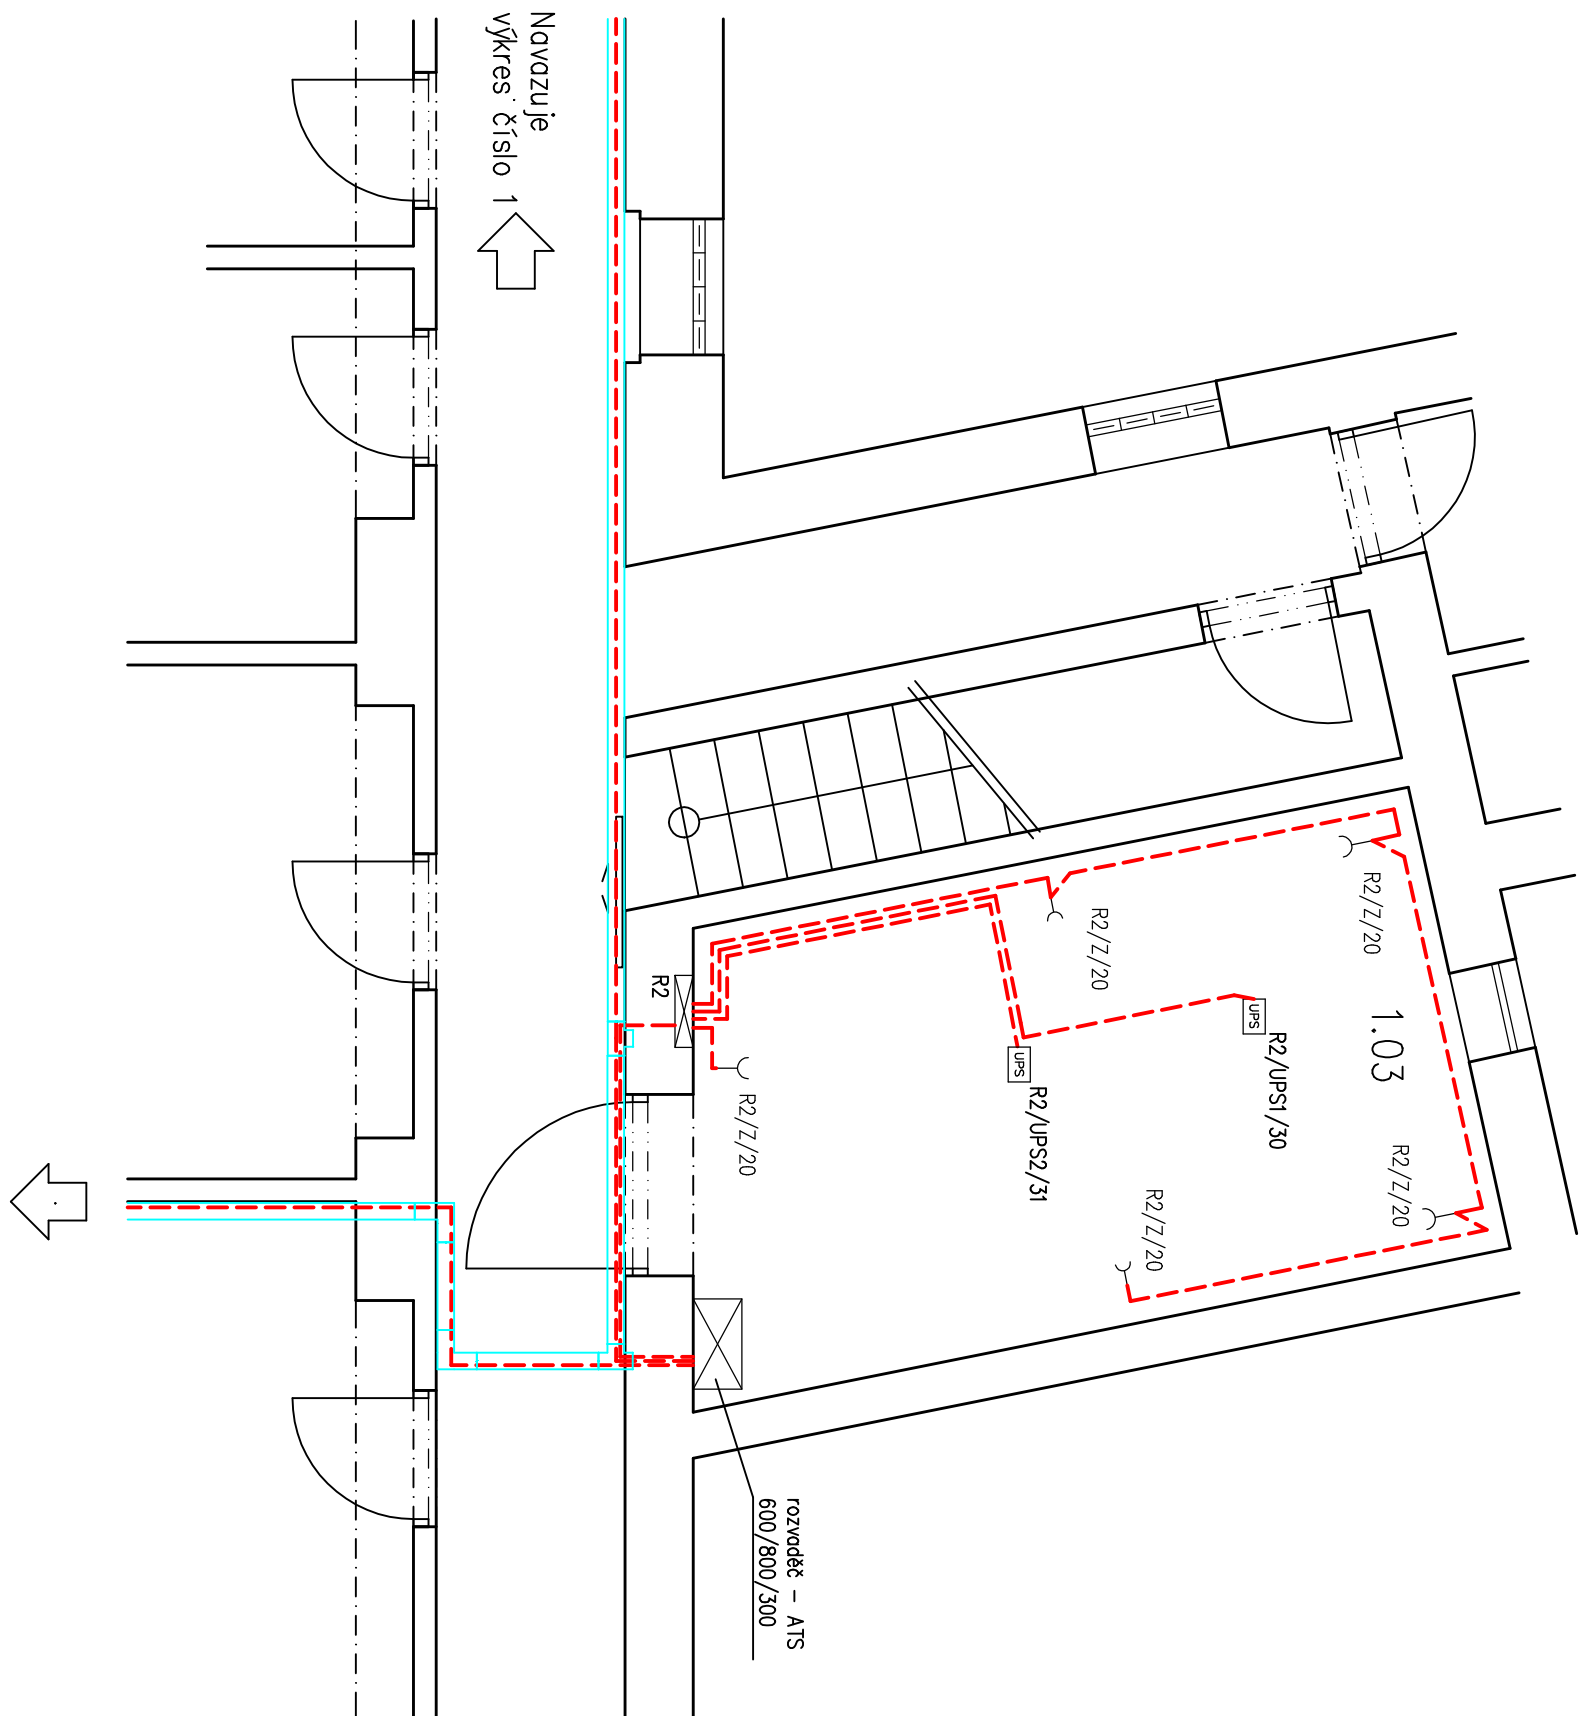 Navazuje
výkres číslo 1
R2/Z/20
R2/Z/20
1.03
R2
UPS
R2/UPS1/30
UPS
R2/UPS2/31
R2/Z/20
R2/Z/20
R2/Z/20
rozvaděč – ATS
600/800/300